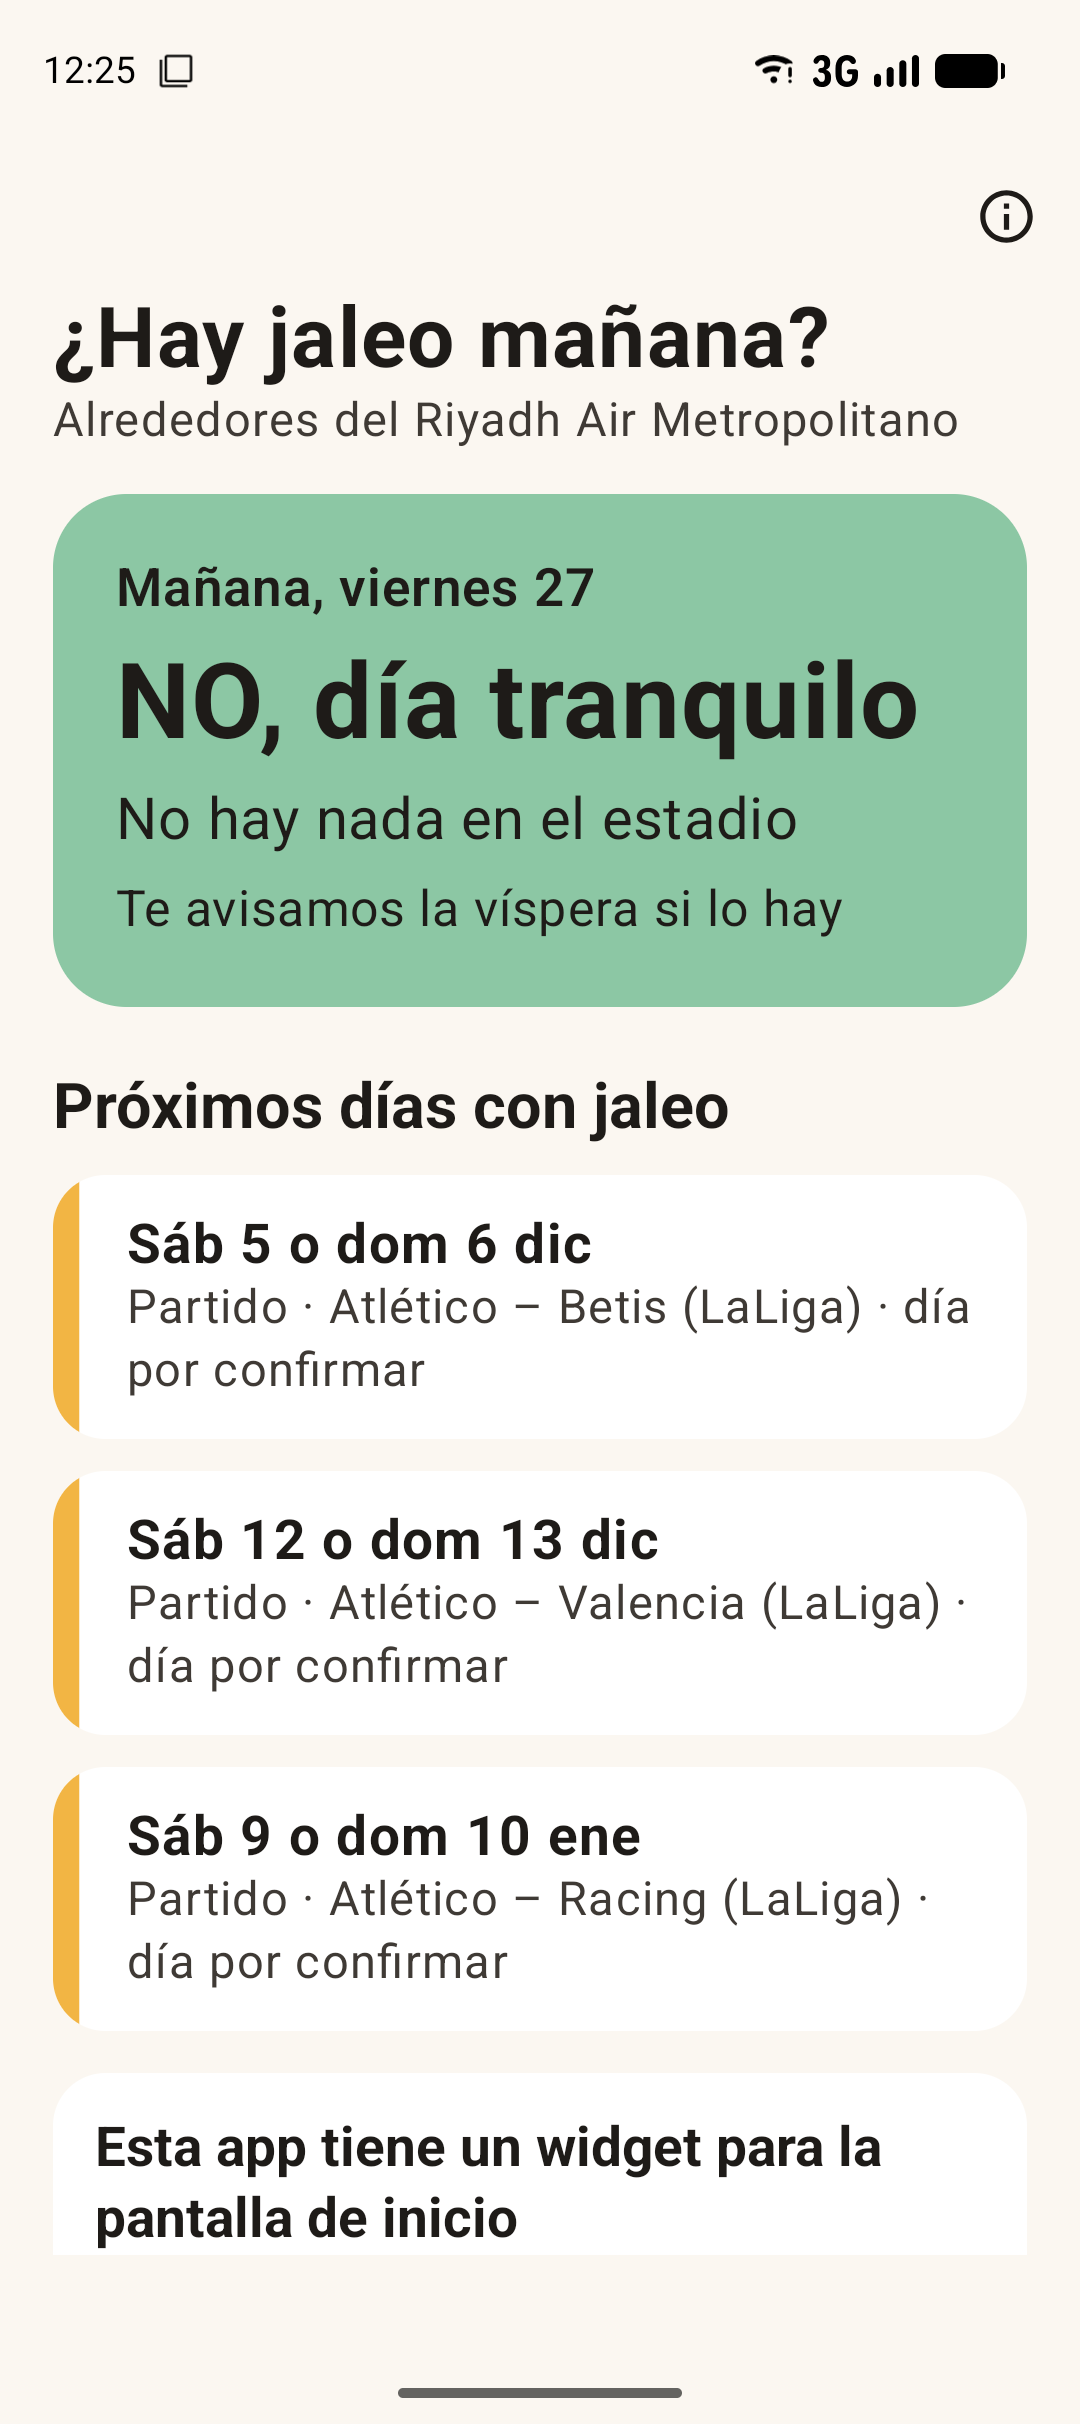 12:25
3G
¿Hay jaleo mañana?
Alrededores del Riyadh Air Metropolitano
Mañana, viernes 27
NO, día tranquilo
No hay nada en el estadio
Te avisamos la víspera si lo hay
Próximos días con jaleo
Sáb 5 o dom 6 dic
Partido · Atlético – Betis (LaLiga) · día
por confirmar
Sáb 12 o dom 13 dic
Partido · Atlético – Valencia (LaLiga) ·
día por confirmar
Sáb 9 o dom 10 ene
Partido · Atlético – Racing (LaLiga) ·
día por confirmar
Esta app tiene un widget para la
pantalla de inicio